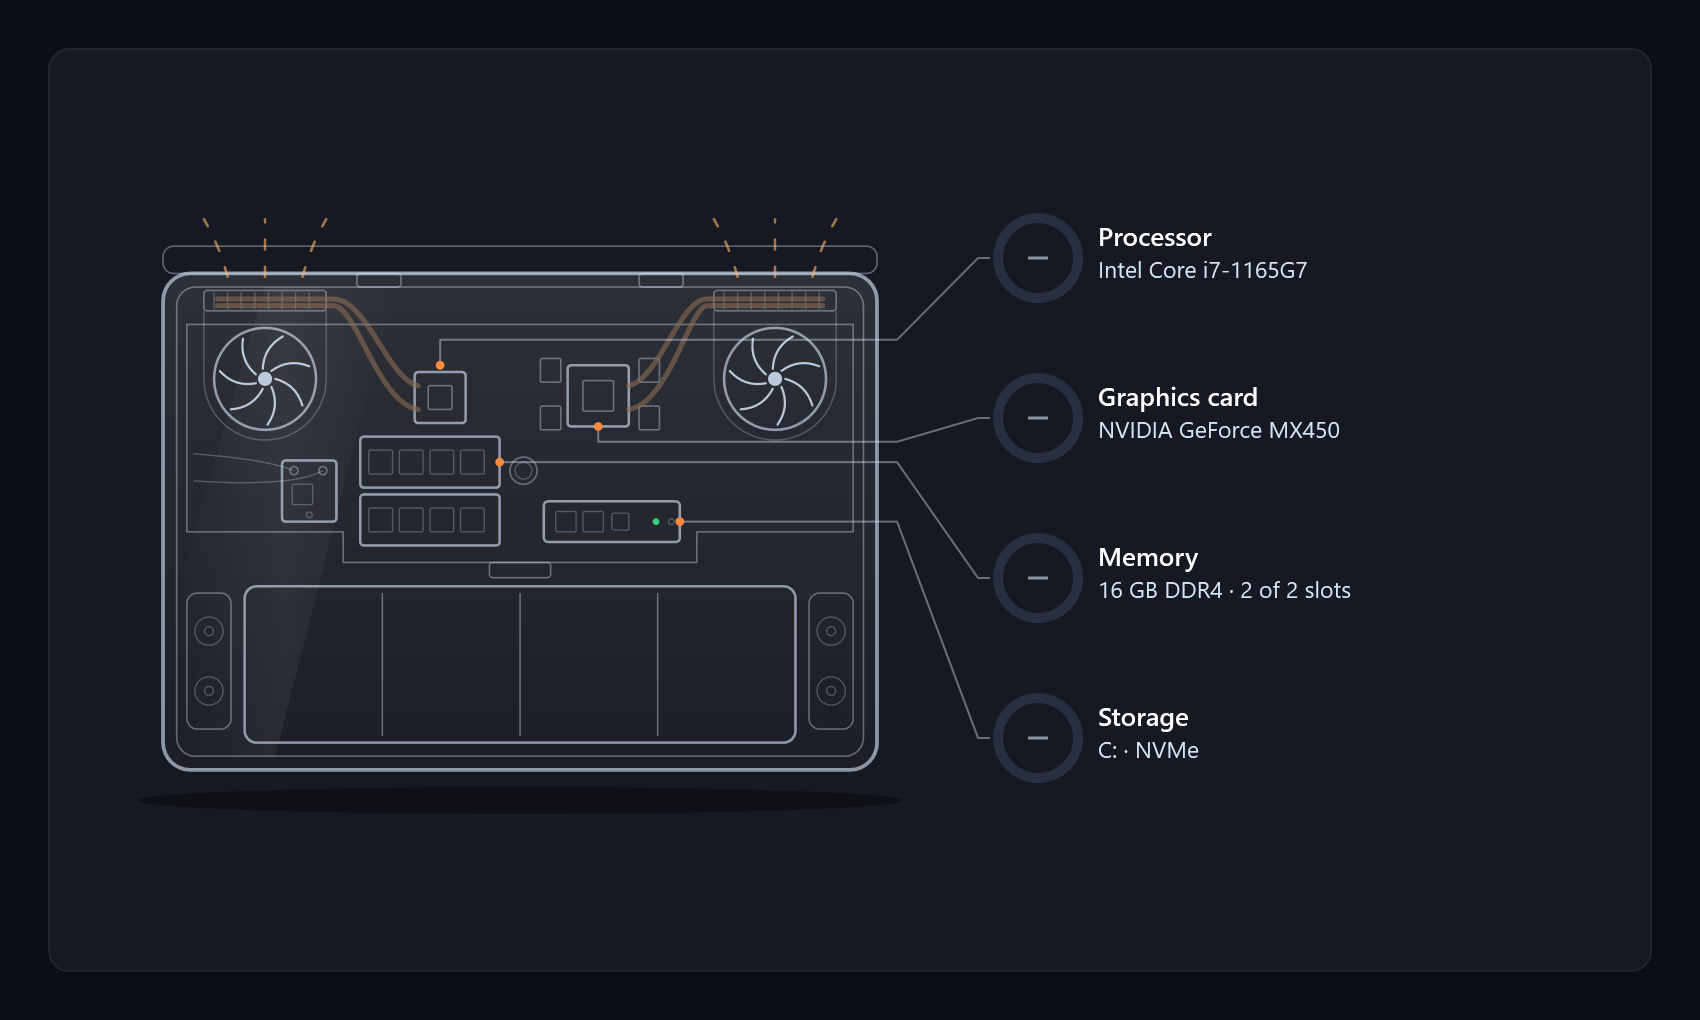 Processor
Intel Core i7-1165G7
Graphics card
NVIDIA GeForce MX450
Memory
16 GB DDR4 · 2 of 2 slots
Storage
C: · NVMe